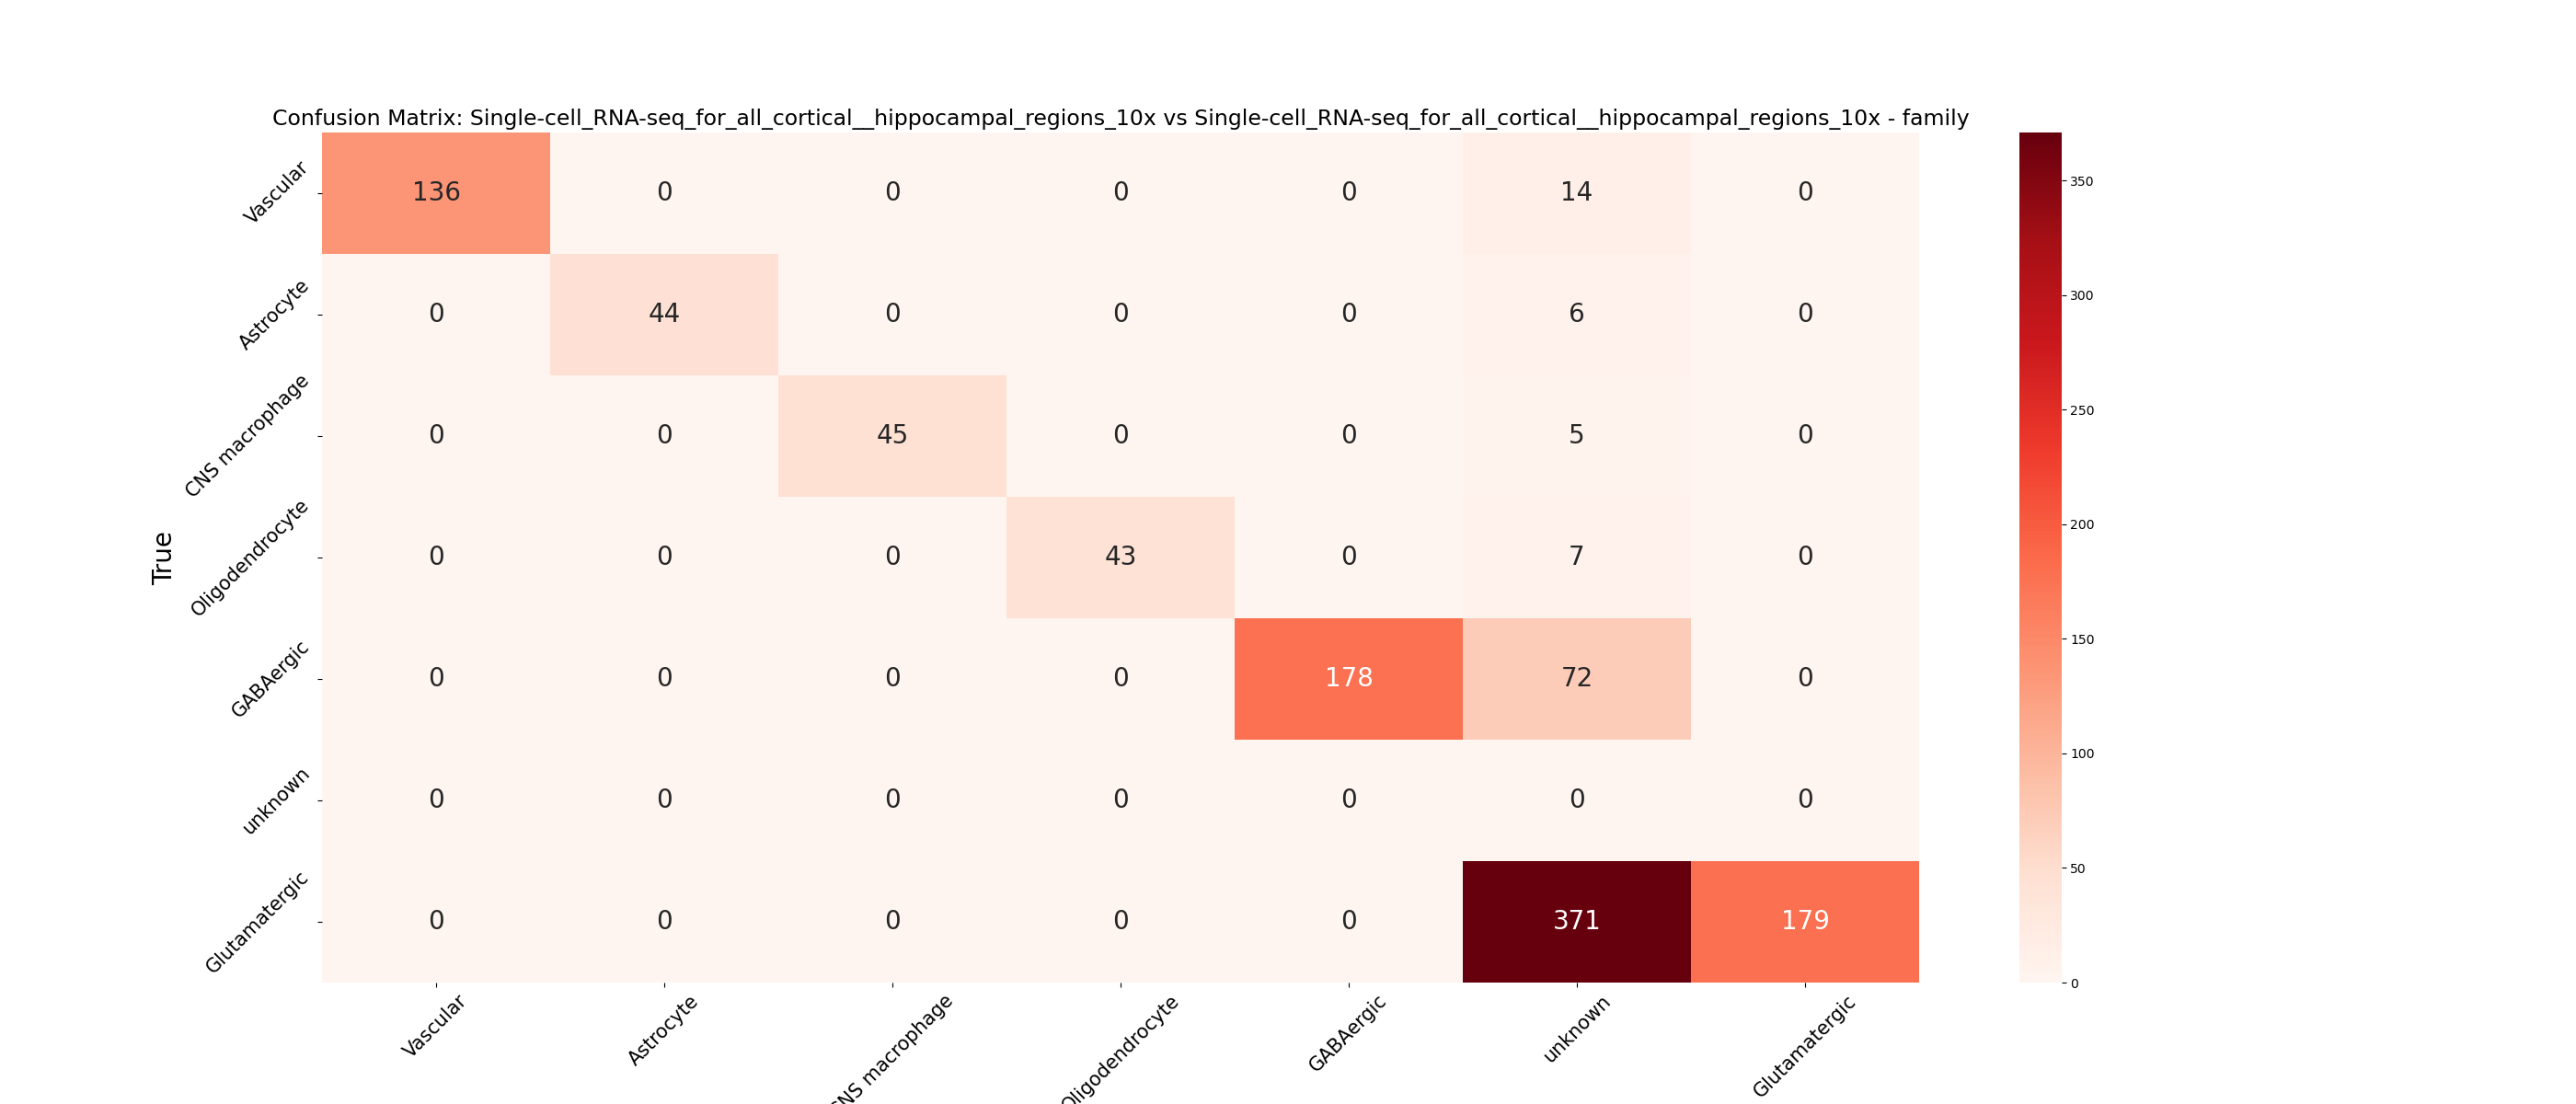 Confusion Matrix: Single-cell_RNA-seq_for_all_cortical__hippocampal_regions_10x vs Single-cell_RNA-seq_for_all_cortical__hippocampal_regions_10x - family
True
Vascular 136 0 0 0 0 14 0
Astrocyte 0 44 0 0 0 6 0
CNS macrophage 0 0 45 0 0 5 0
Oligodendrocyte 0 0 0 43 0 7 0
GABAergic 0 0 0 0 178 72 0
unknown 0 0 0 0 0 0 0
Glutamatergic 0 0 0 0 0 371 179
Vascular Astrocyte CNS macrophage Oligodendrocyte GABAergic unknown Glutamatergic
350
300
250
200
150
100
50
0